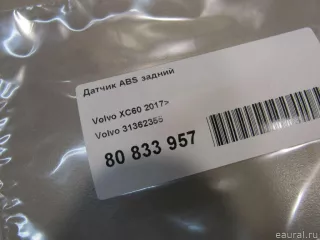 Датчик ABS задний
Volvo XC60 2017>
Volvo 31362355
80 833 957
eaural.ru